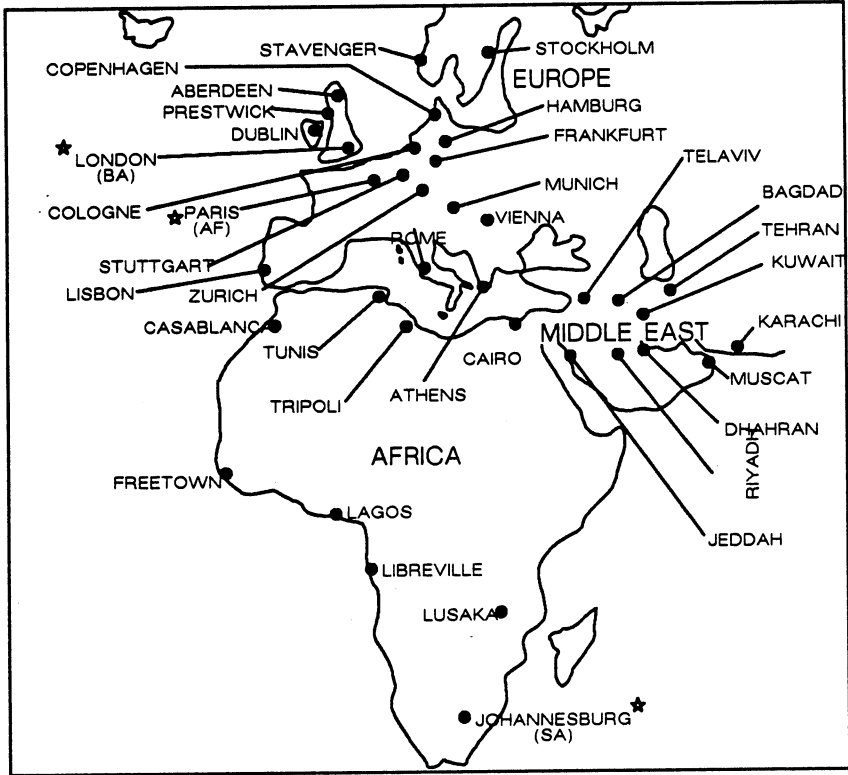 STAVENGER
STOCKHOLM
COPENHAGEN
EUROPE
ABERDEEN
HAMBURG
PRESTWICK
DUBLIN
FRANKFURT
LONDON
(BA)
TELAVIV
MUNICH
BAGDAD
COLOGNE
PARIS
(AF)
VIENNA
TEHRAN
ROME
STUTTGART
KUWAIT
LISBON
ZURICH
CASABLANCA
KARACHI
MIDDLE EAST
TUNIS
CAIRO
MUSCAT
ATHENS
TRIPOLI
DHAHRAN
AFRICA
RIYADH
FREETOWN
LAGOS
JEDDAH
LIBREVILLE
LUSAKA
JOHANNESBURG
(SA)